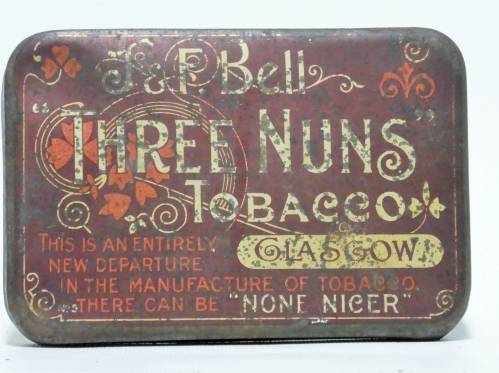 J & F. Bell
"THREE NUNS"
TOBACCO
GLASGOW
THIS IS AN ENTIRELY
NEW DEPARTURE
IN THE MANUFACTURE OF TOBACCO.
THERE CAN BE "NONE NICER"